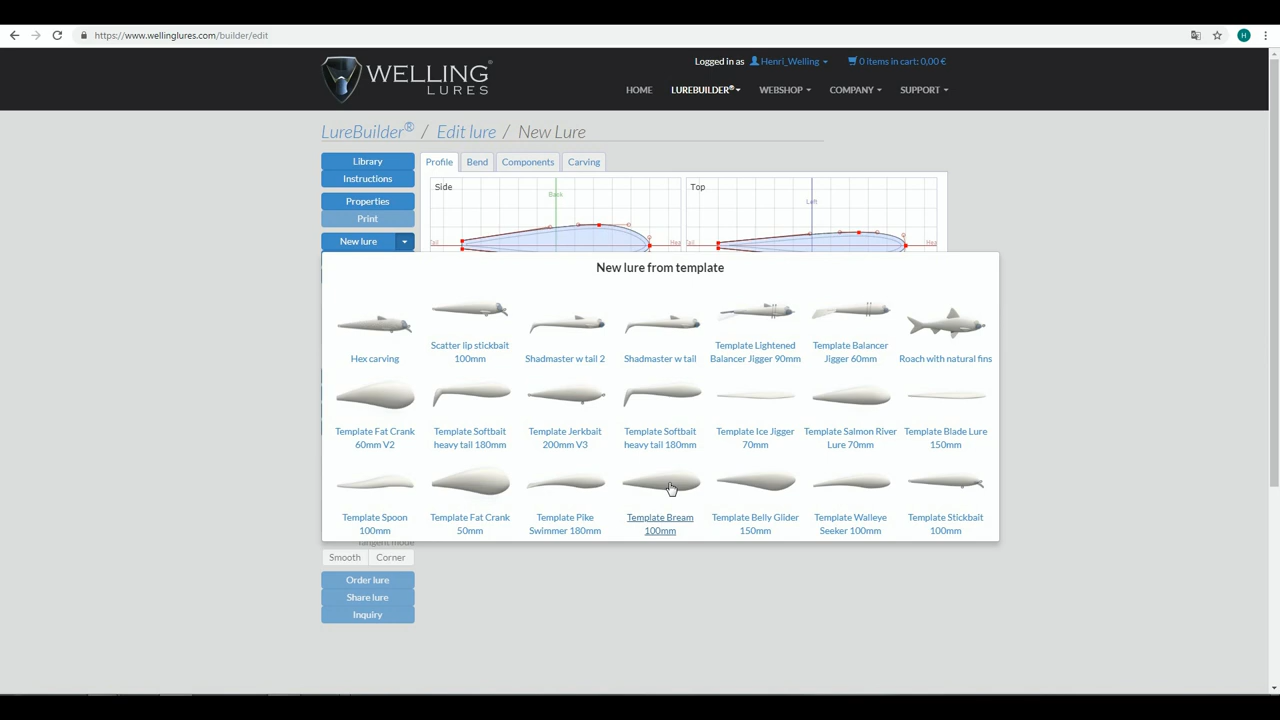 https://www.wellinglures.com/builder/edit
H
WELLING®
LURES
Logged in as Henri_Welling 0 items in cart: 0,00 €
HOME LUREBUILDER® WEBSHOP COMPANY SUPPORT
LureBuilder® / Edit lure / New Lure
Library
Instructions
Properties
Print
New lure
Profile Bend Components Carving
Side
Back
Top
Left
New lure from template
Hex carving
Scatter lip stickbait
100mm
Shadmaster w tail 2
Shadmaster w tail
Template Lightened
Balancer Jigger 90mm
Template Balancer
Jigger 60mm
Roach with natural fins
Template Fat Crank
60mm V2
Template Softbait
heavy tail 180mm
Template Jerkbait
200mm V3
Template Softbait
heavy tail 180mm
Template Ice Jigger
70mm
Template Salmon River
Lure 70mm
Template Blade Lure
150mm
Template Spoon
100mm
Template Fat Crank
50mm
Template Pike
Swimmer 180mm
Template Bream
100mm
Template Belly Glider
150mm
Template Walleye
Seeker 100mm
Template Stickbait
100mm
Tangent mode
Smooth Corner
Order lure
Share lure
Inquiry